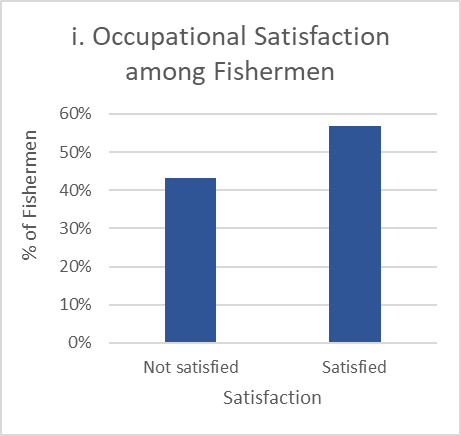 i. Occupational Satisfaction
among Fishermen
% of Fishermen
60%
50%
40%
30%
20%
10%
0%
Not satisfied
Satisfied
Satisfaction